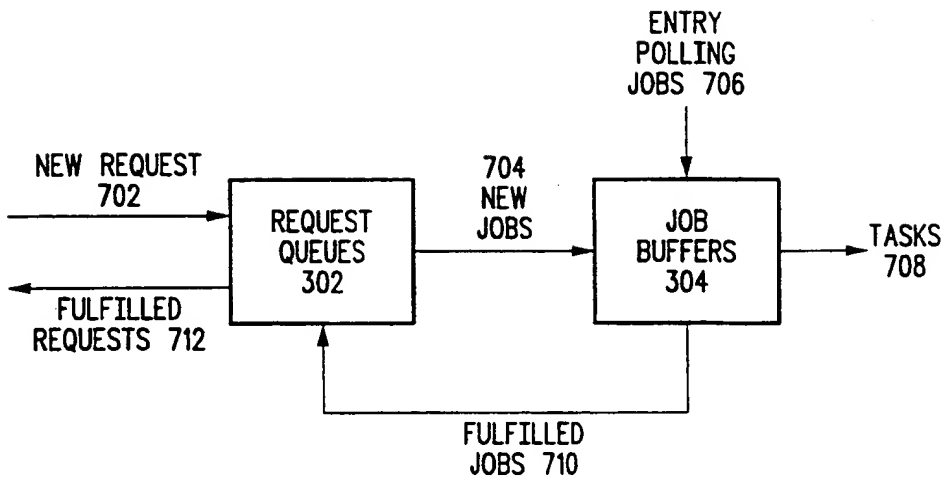 ENTRY
POLLING
JOBS 706
NEW REQUEST
702
704
NEW
JOBS
REQUEST
QUEUES
302
JOB
BUFFERS
304
TASKS
708
FULFILLED
REQUESTS 712
FULFILLED
JOBS 710